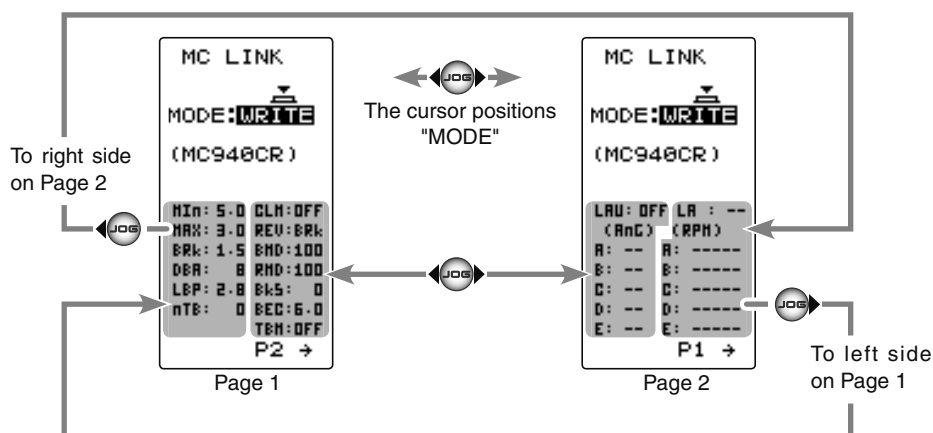 MC LINK
MODE:WRITE
(MC940CR)
MIn: 5.0 CLM:OFF
MAX: 3.0 REV:BRk
BRk: 1.5 BMD:100
DBA: 8 RMD:100
LBP: 2.8 BkS: 0
nTB: 0 BEC:6.0
TBM:OFF
P2 →
Page 1
To right side
on Page 2
JOG
JOG
The cursor positions
"MODE"
JOG
MC LINK
MODE:WRITE
(MC940CR)
LAU: OFF LA : --
(AnG) (RPM)
A: -- A: -----
B: -- B: -----
C: -- C: -----
D: -- D: -----
E: -- E: -----
P1 →
Page 2
JOG
To left side
on Page 1